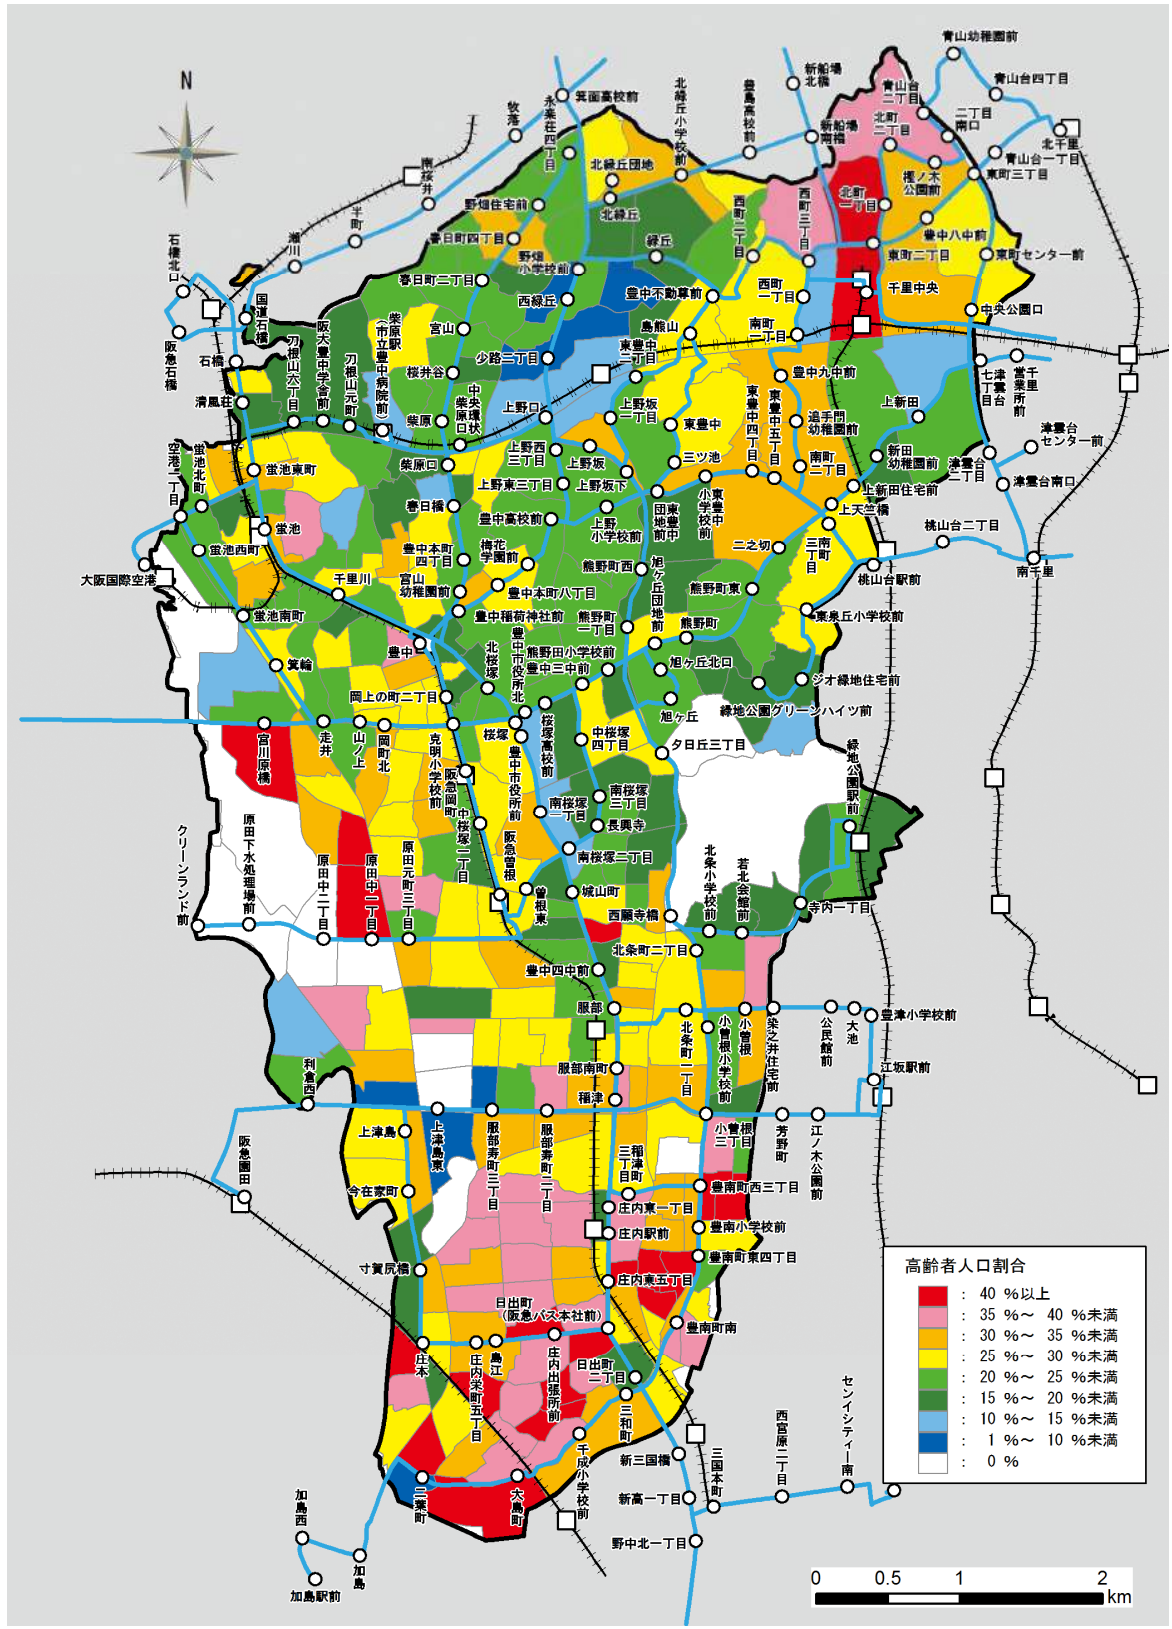 N
青山幼稚園前
新船場
北橋
青山台四丁目
青山台
二丁目
箕面高校前
永楽荘四丁目
牧落
北緑丘小学校前
豊島高校前
新船場
南橋
北町
二丁目
二丁目
南口
北千里
青山台一丁目
南桜井
北緑丘団地
樫ノ木
公園前
東町三丁目
半町
野畑住宅前
北緑丘
西町二丁目
西町三丁目
北町
一丁目
豊中八中前
石橋北口
瀬川
春日町四丁目
野畑
小学校前
緑丘
東町二丁目
東町センター前
春日町二丁目
西緑丘
豊中不動尊前
西町
一丁目
千里中央
国道石橋
阪急石橋
石橋
刀根山六丁目
阪大豊中学舎前
刀根山元町
柴原駅
(市立豊中病院前)
宮山
島熊山
南町
一丁目
中央公園口
少路二丁目
東豊中
二丁目
桜井谷
豊中九中前
七丁目
津雲台
千里
営業所前
清風荘
柴原
中央環状
柴原口
上野口
上野坂
一丁目
東豊中
東豊中四丁目
東豊中五丁目
追手門
幼稚園前
上新田
津雲台
センター前
空港一丁目
蛍池北町
蛍池東町
柴原口
上野西
三丁目
上野坂
三ツ池
南町
二丁目
新田
幼稚園前
津雲台
二丁目
津雲台南口
上野東三丁目
上野坂下
上新田住宅前
春日橋
豊中高校前
上野
小学校前
東豊中
団地前
東豊中
小学校前
上天竺橋
桃山台二丁目
蛍池
蛍池西町
豊中本町
四丁目
梅花
学園前
二之切
南町
三丁目
大阪国際空港
千里川
宮山
幼稚園前
豊中本町八丁目
熊野町西
旭ヶ丘団地前
熊野町東
桃山台駅前
南千里
蛍池南町
豊中稲荷神社前
熊野町
一丁目
熊野町
東泉丘小学校前
豊中
北桜塚
豊中市役所北
熊野田小学校前
豊中三中前
箕輪
旭ヶ丘北口
ジオ緑地住宅前
岡上の町二丁目
旭ヶ丘
緑地公園グリーンハイツ前
宮川原橋
走井
山ノ上
岡町北
克明小学校前
桜塚
豊中市役所前
桜塚高校前
中桜塚
四丁目
夕日丘三丁目
緑地公園駅前
阪急岡町
南桜塚
三丁目
南桜塚
一丁目
中桜塚一丁目
長興寺
クリーンランド前
原田下水処理場前
原田中二丁目
原田中一丁目
原田元町三丁目
阪急曽根
南桜塚二丁目
北条小学校前
若北会館前
曽根東
城山町
西願寺橋
寺内一丁目
北条町二丁目
豊中四中前
服部
北条町一丁目
小曽根小学校前
小曽根
染之井住宅前
公民館前
大池
豊津小学校前
利倉西
服部南町
江坂駅前
稲津
阪急園田
上津島
上津島東
服部寿町三丁目
服部寿町二丁目
稲津町
三丁目
小曽根
三丁目
芳野町
江ノ木公園前
今在家町
豊南町西三丁目
庄内東一丁目
庄内駅前
豊南小学校前
寸賀尻橋
庄内東五丁目
豊南町東四丁目
日出町
(阪急バス本社前)
豊南町南
庄本
庄内栄町五丁目
島江
庄内出張所前
日出町
二丁目
三和町
千成小学校前
新三国橋
三国本町
西宮原二丁目
センイシティー南
二葉町
大島町
新高一丁目
加島西
加島
加島駅前
野中北一丁目
高齢者人口割合
: 40 %以上
: 35 %～ 40 %未満
: 30 %～ 35 %未満
: 25 %～ 30 %未満
: 20 %～ 25 %未満
: 15 %～ 20 %未満
: 10 %～ 15 %未満
: 1 %～ 10 %未満
: 0 %
0 0.5 1 2
km